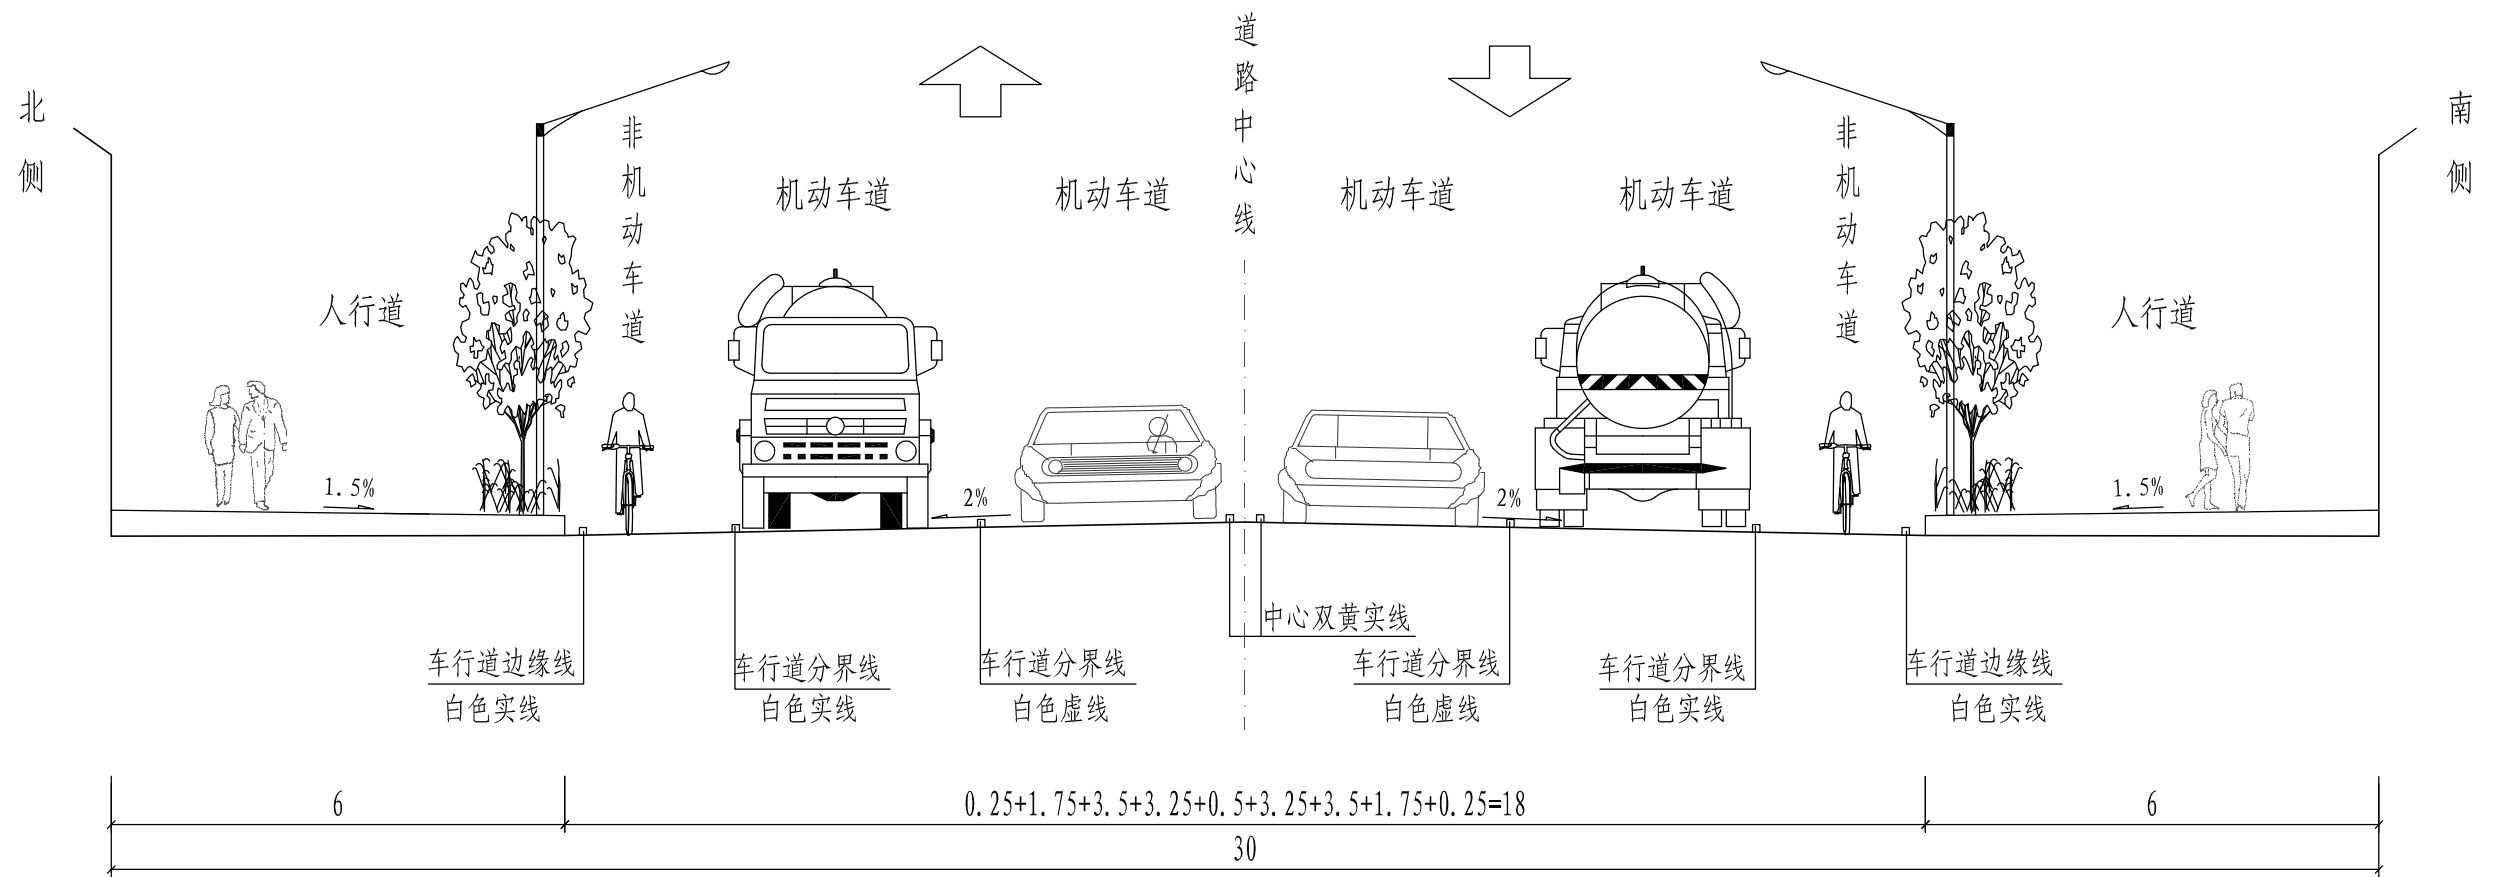 道路中心线
北侧
南侧
非机动车道
机动车道
机动车道
机动车道
机动车道
非机动车道
人行道
人行道
1.5%
2%
2%
1.5%
中心双黄实线
车行道边缘线
白色实线
车行道分界线
白色实线
车行道分界线
白色虚线
车行道分界线
白色虚线
车行道分界线
白色实线
车行道边缘线
白色实线
6
0.25+1.75+3.5+3.25+0.5+3.25+3.5+1.75+0.25=18
6
30